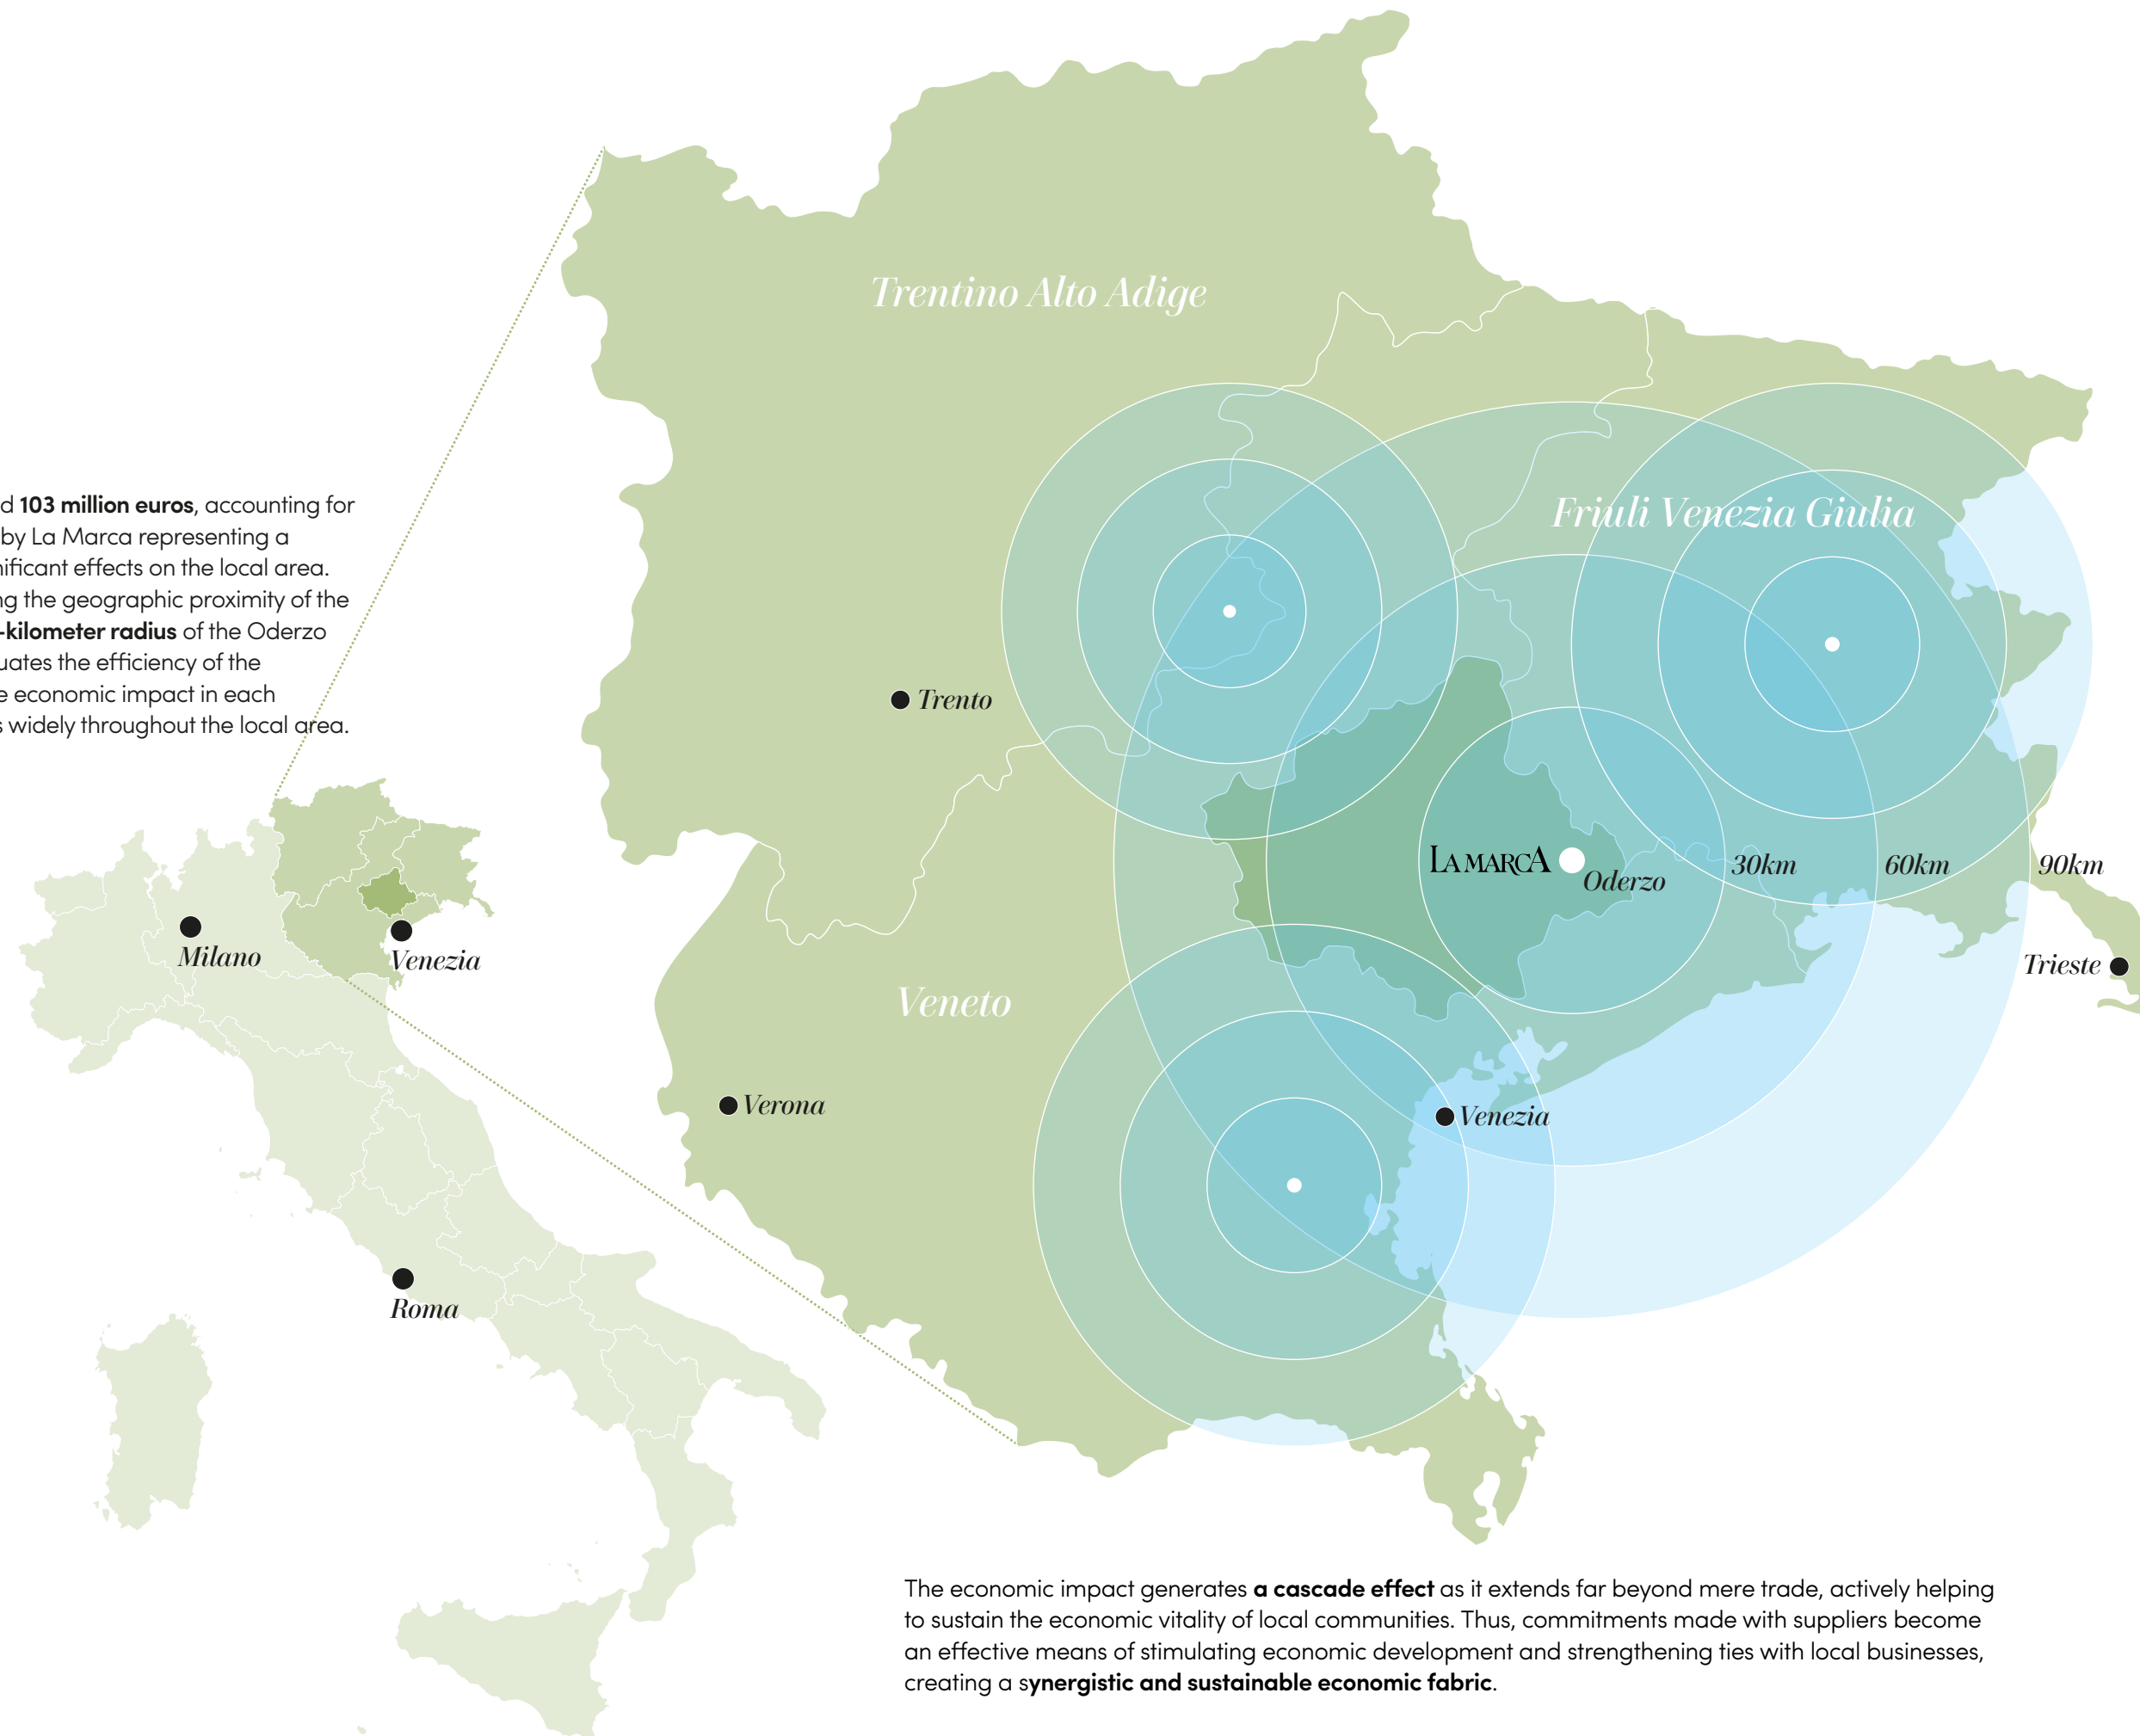 d 103 million euros, accounting for
by La Marca representing a
nificant effects on the local area.
ng the geographic proximity of the
-kilometer radius of the Oderzo
uates the efficiency of the
e economic impact in each
s widely throughout the local area.
Trentino Alto Adige
Friuli Venezia Giulia
Trento
LA MARCA
Oderzo
30km
60km
90km
Milano
Venezia
Trieste
Veneto
Verona
Venezia
Roma
The economic impact generates a cascade effect as it extends far beyond mere trade, actively helping
to sustain the economic vitality of local communities. Thus, commitments made with suppliers become
an effective means of stimulating economic development and strengthening ties with local businesses,
creating a synergistic and sustainable economic fabric.